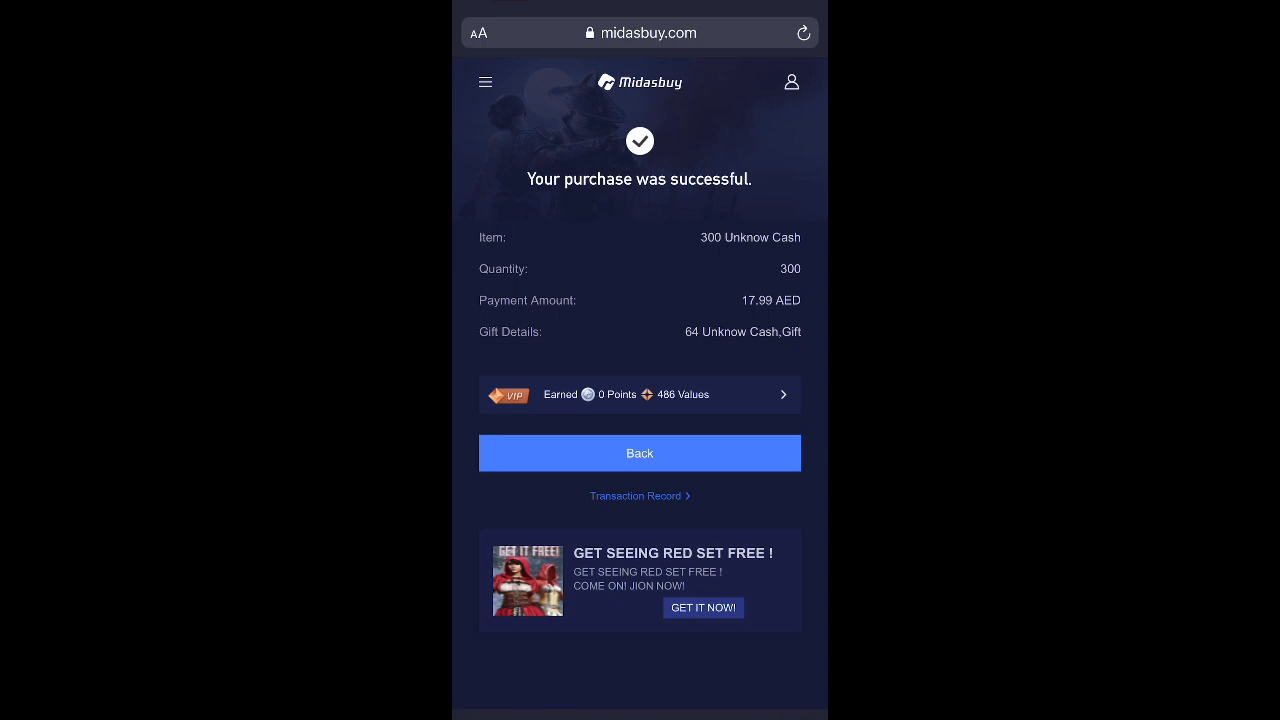 AA midasbuy.com
Midasbuy
Your purchase was successful.
Item: 300 Unknow Cash
Quantity: 300
Payment Amount: 17.99 AED
Gift Details: 64 Unknow Cash,Gift
VIP Earned 0 Points 486 Values
Back
Transaction Record
GET IT FREE!
GET SEEING RED SET FREE !
GET SEEING RED SET FREE !
COME ON! JION NOW!
GET IT NOW!